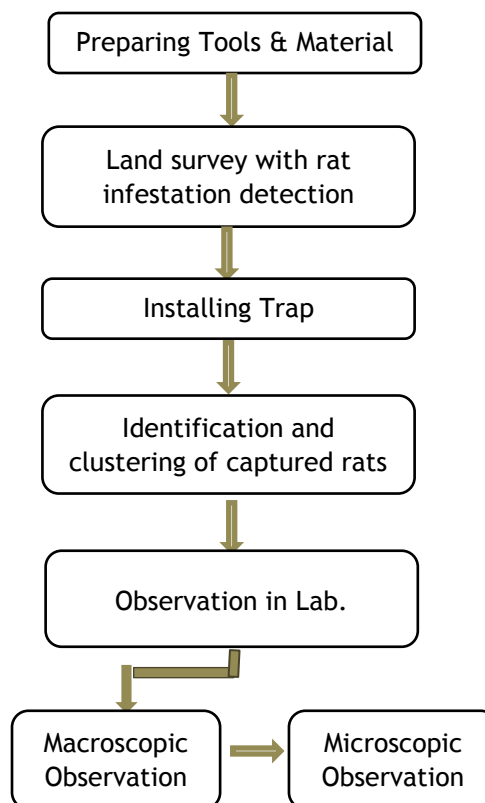 Preparing Tools & Material
Land survey with rat
infestation detection
Installing Trap
Identification and
clustering of captured rats
Observation in Lab.
Macroscopic
Observation
Microscopic
Observation